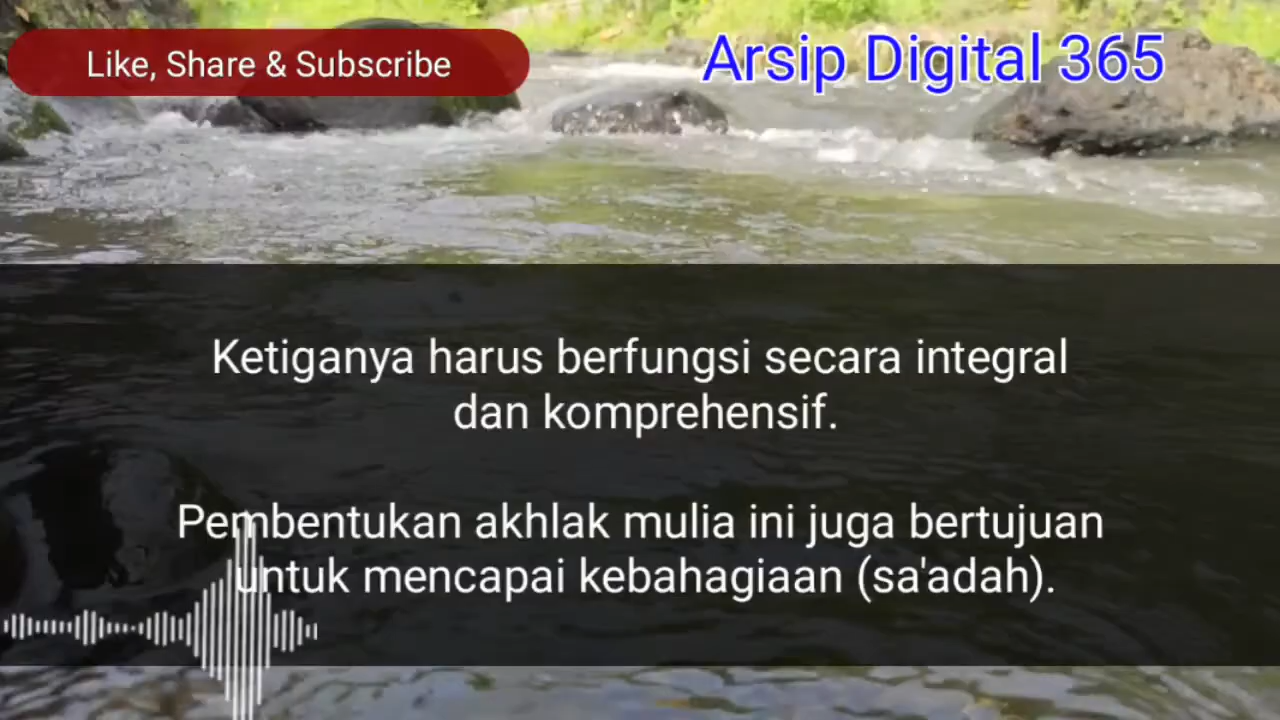 Like, Share & Subscribe
Arsip Digital 365
Ketiganya harus berfungsi secara integral
dan komprehensif.
Pembentukan akhlak mulia ini juga bertujuan
untuk mencapai kebahagiaan (sa'adah).